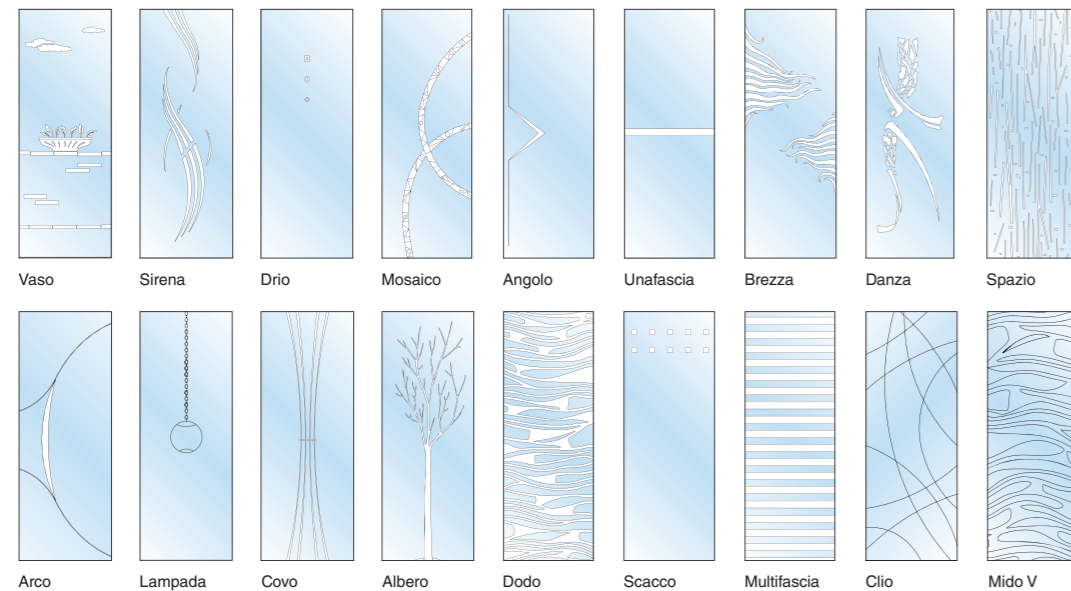 Vaso Sirena Drio Mosaico Angolo Unafascia Brezza Danza Spazio
Arco Lampada Covo Albero Dodo Scacco Multifascia Clio Mido V